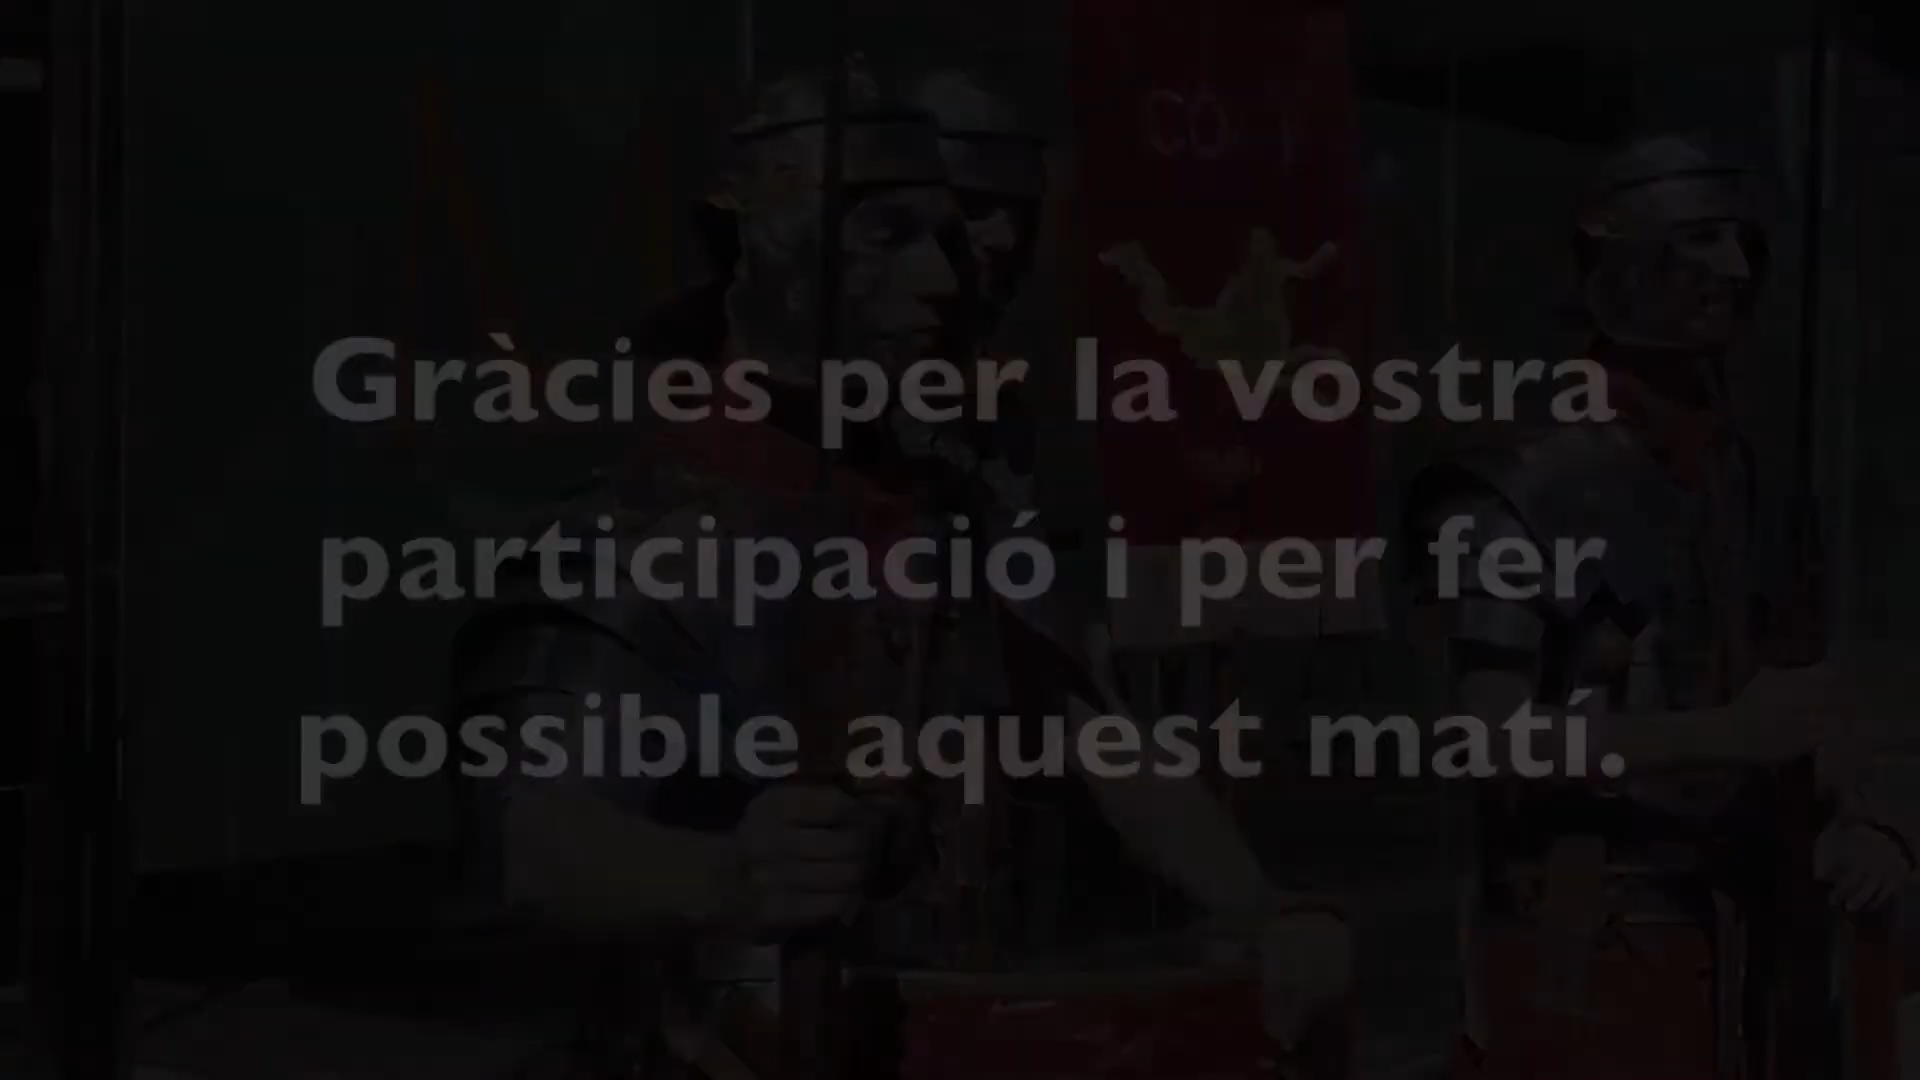 Gràcies per la vostra
participació i per fer
possible aquest matí.